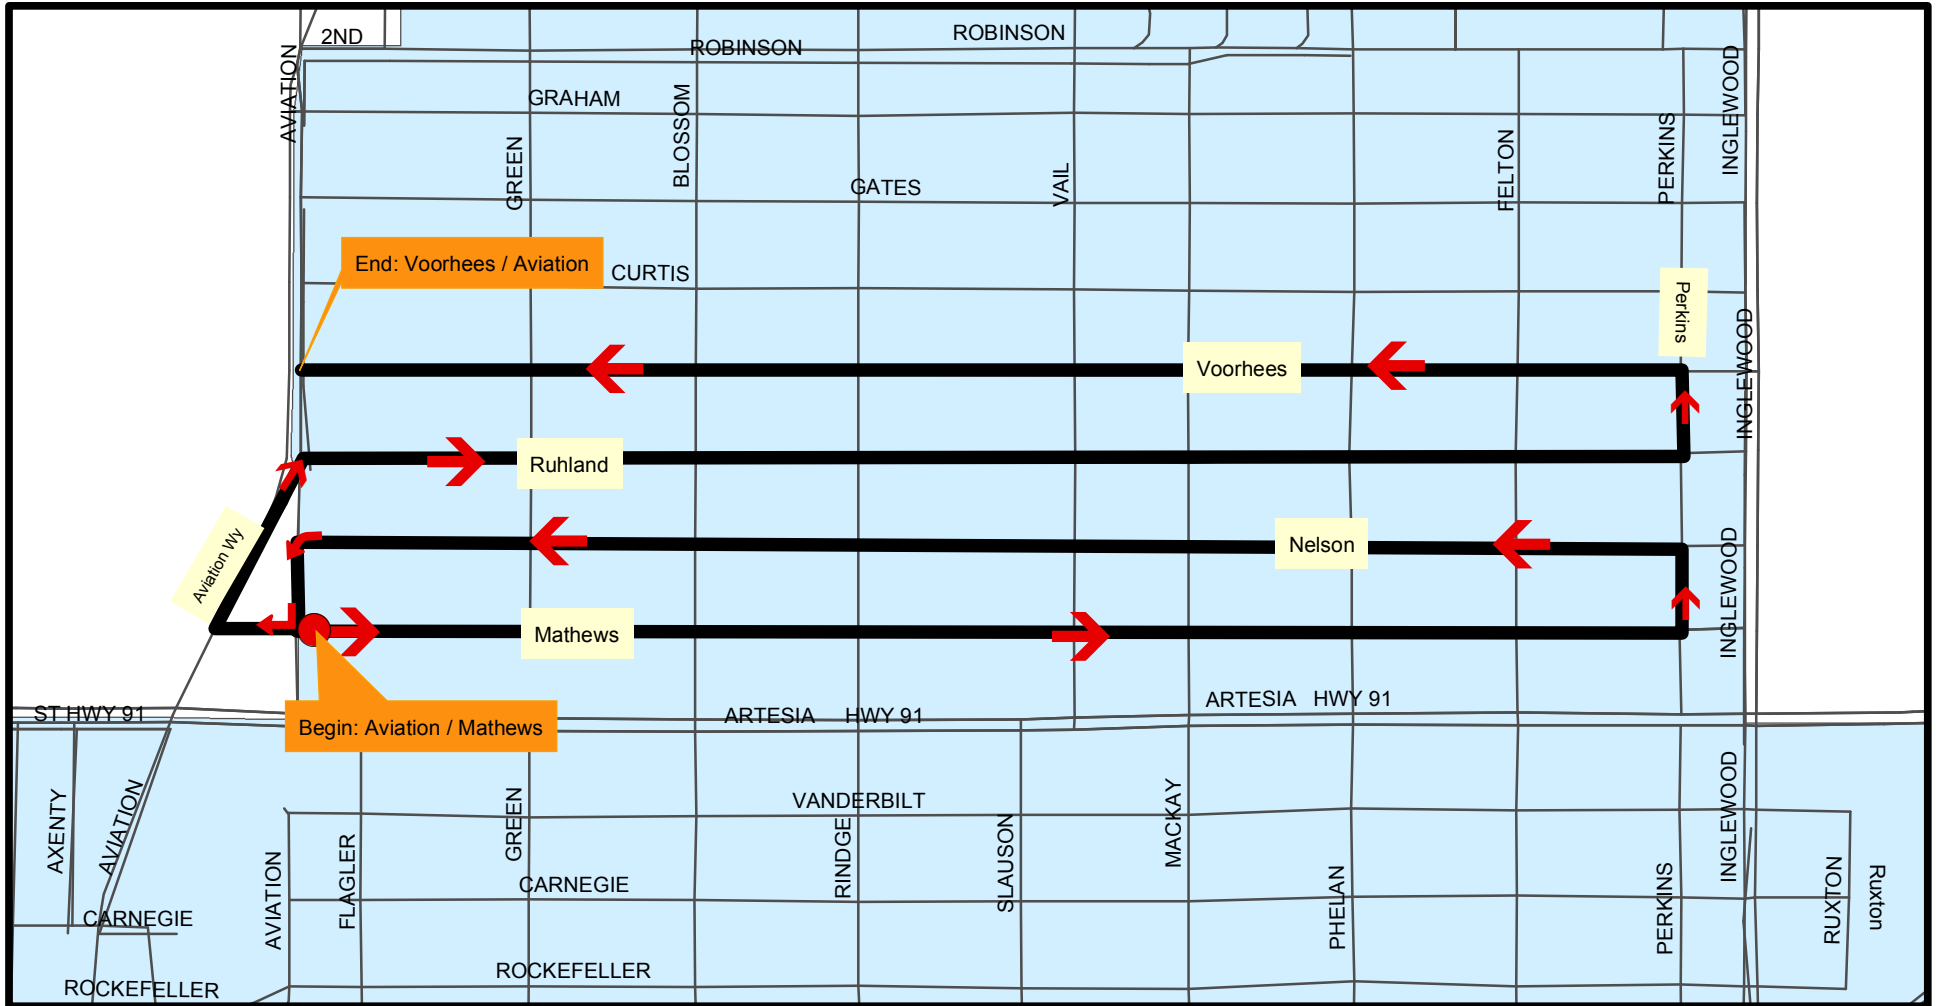 2ND
ROBINSON
ROBINSON
AVIATION
GRAHAM
BLOSSOM
GREEN
GATES
VAIL
FELTON
PERKINS
INGLEWOOD
End: Voorhees / Aviation
CURTIS
Perkins
Voorhees
INGLEWOOD
Ruhland
Aviation Wy
Nelson
INGLEWOOD
Mathews
ST HWY 91
Begin: Aviation / Mathews
ARTESIA HWY 91
ARTESIA HWY 91
AXENTY
AVIATION
VANDERBILT
GREEN
RINDGE
SLAUSON
MACKAY
INGLEWOOD
AVIATION
FLAGLER
CARNEGIE
PHELAN
PERKINS
RUXTON
Ruxton
CARNEGIE
ROCKEFELLER
ROCKEFELLER